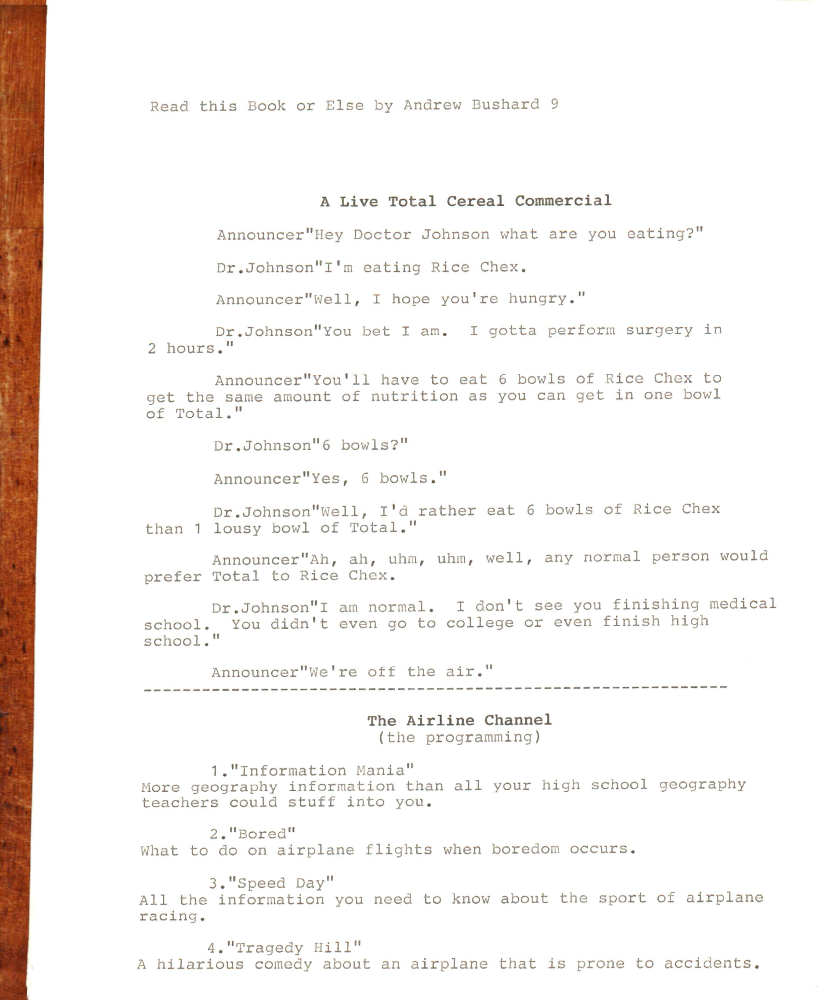 Read this Book or Else by Andrew Bushard 9
A Live Total Cereal Commercial
Announcer"Hey Doctor Johnson what are you eating?"
Dr.Johnson"I'm eating Rice Chex.
Announcer"Well, I hope you're hungry."
Dr.Johnson"You bet I am.  I gotta perform surgery in
2 hours."
Announcer"You'll have to eat 6 bowls of Rice Chex to
get the same amount of nutrition as you can get in one bowl
of Total."
Dr.Johnson"6 bowls?"
Announcer"Yes, 6 bowls."
Dr.Johnson"Well, I'd rather eat 6 bowls of Rice Chex
than 1 lousy bowl of Total."
Announcer"Ah, ah, uhm, uhm, well, any normal person would
prefer Total to Rice Chex.
Dr.Johnson"I am normal.  I don't see you finishing medical
school.  You didn't even go to college or even finish high
school."
Announcer"We're off the air."
------------------------------------------------------------
The Airline Channel
(the programming)
1."Information Mania"
More geography information than all your high school geography
teachers could stuff into you.
2."Bored"
What to do on airplane flights when boredom occurs.
3."Speed Day"
All the information you need to know about the sport of airplane
racing.
4."Tragedy Hill"
A hilarious comedy about an airplane that is prone to accidents.